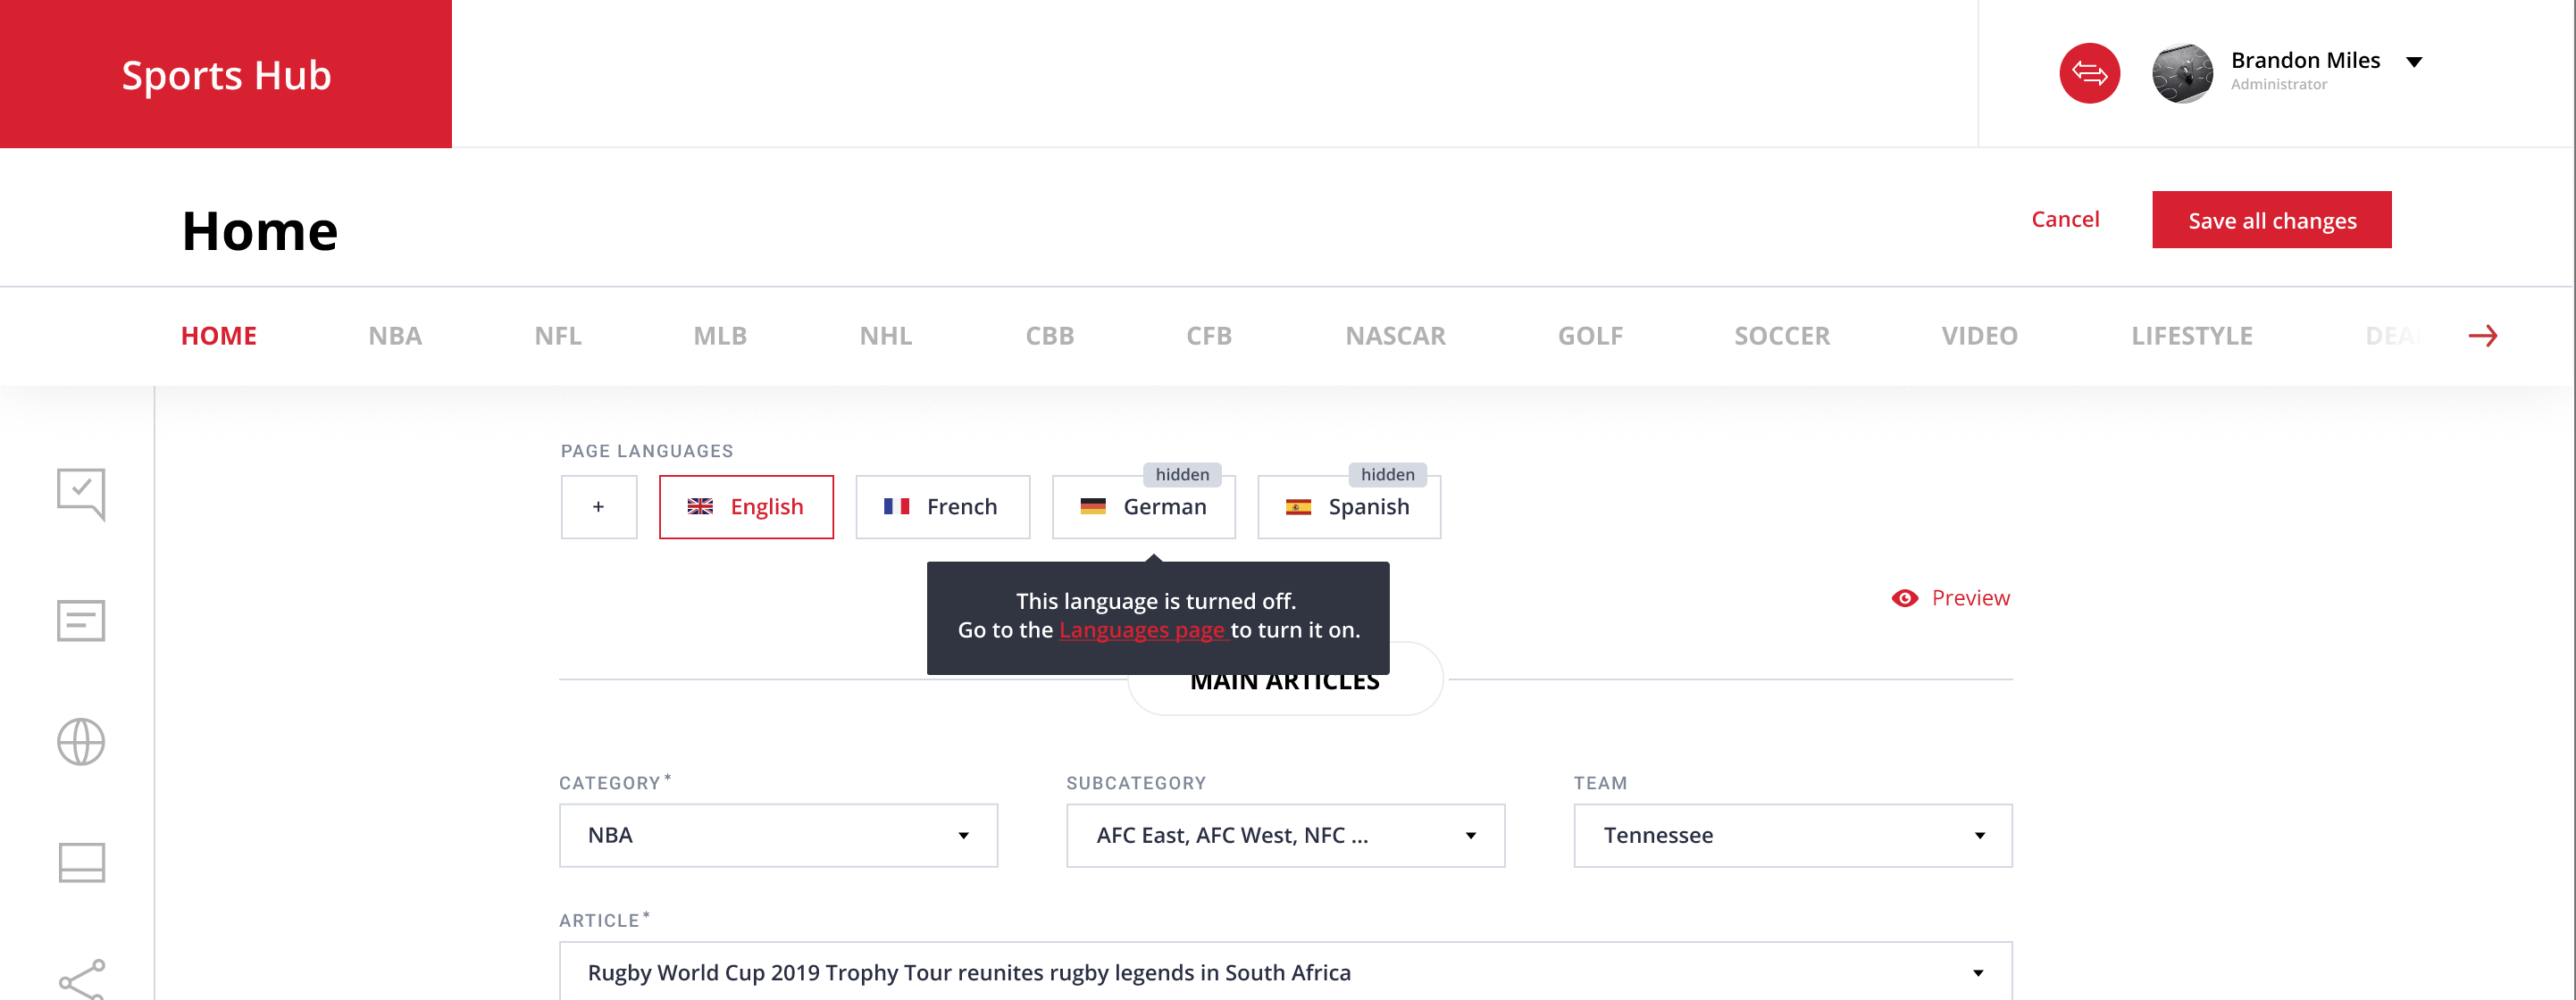 Sports Hub
Brandon Miles
Administrator
Home
Cancel
Save all changes
HOME
NBA
NFL
MLB
NHL
CBB
CFB
NASCAR
GOLF
SOCCER
VIDEO
LIFESTYLE
DEA
PAGE LANGUAGES
+
English
French
hidden
German
hidden
Spanish
This language is turned off.
Go to the Languages page to turn it on.
Preview
MAIN ARTICLES
CATEGORY*
SUBCATEGORY
TEAM
NBA
AFC East, AFC West, NFC ...
Tennessee
ARTICLE*
Rugby World Cup 2019 Trophy Tour reunites rugby legends in South Africa